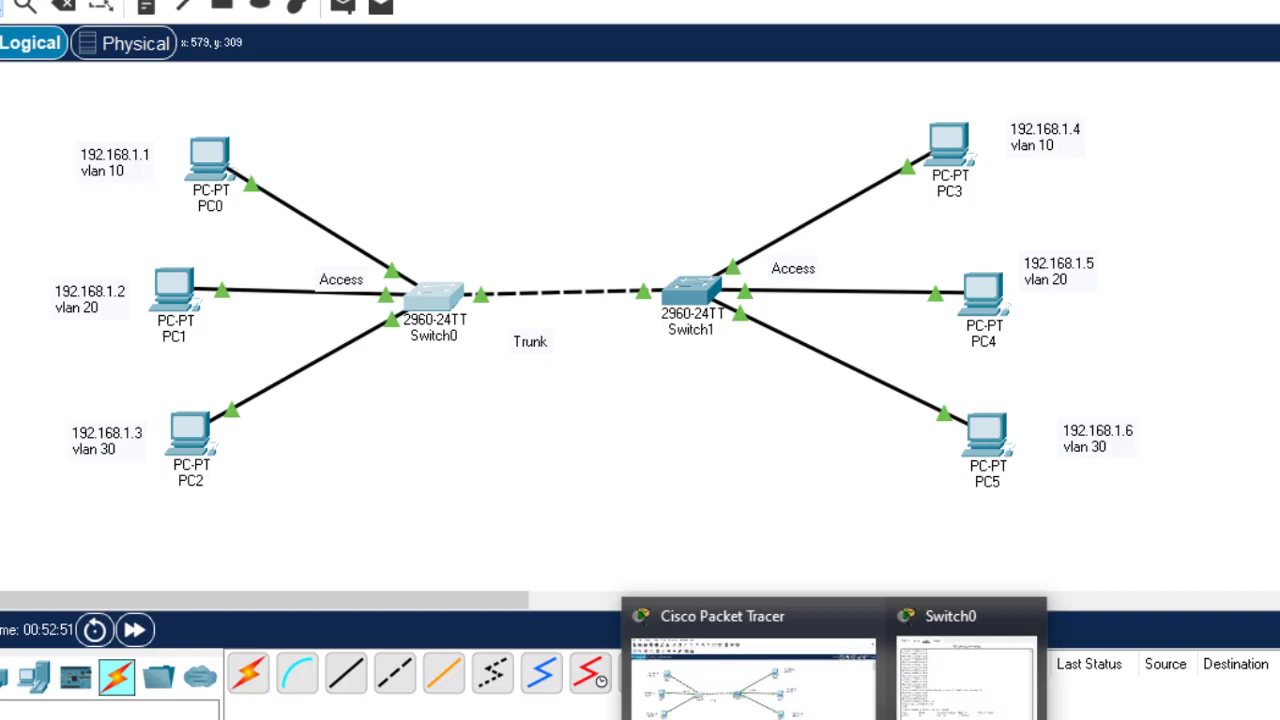 Logical
Physical
x: 579, y: 309
192.168.1.1
vlan 10
PC-PT
PC0
192.168.1.4
vlan 10
PC-PT
PC3
192.168.1.2
vlan 20
PC-PT
PC1
Access
2960-24TT
Switch0
Trunk
2960-24TT
Switch1
Access
192.168.1.5
vlan 20
PC-PT
PC4
192.168.1.3
vlan 30
PC-PT
PC2
192.168.1.6
vlan 30
PC-PT
PC5
me: 00:52:51
Cisco Packet Tracer
Switch0
Last Status
Source
Destination